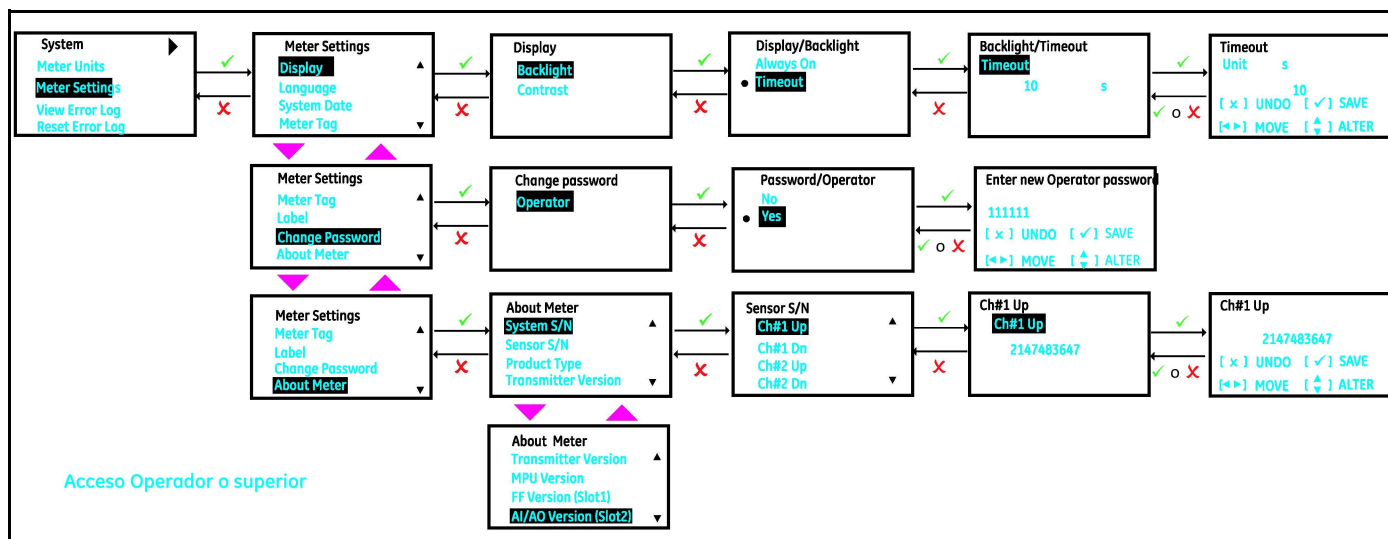 System
Meter Units
Meter Settings
View Error Log
Reset Error Log
Meter Settings
Display
Language
System Date
Meter Tag
Display
Backlight
Contrast
Display/Backlight
Always On
Timeout
Backlight/Timeout
Timeout
10 s
Timeout
Unit s
10
[ x ] UNDO [ ✓ ] SAVE
[◄ ►] MOVE [ ▲▼ ] ALTER
✓ o ✗
Meter Settings
Meter Tag
Label
Change Password
About Meter
Change password
Operator
Password/Operator
No
Yes
Enter new Operator password
111111
[ x ] UNDO [ ✓ ] SAVE
[◄ ►] MOVE [ ▲▼ ] ALTER
✓ o ✗
Meter Settings
Meter Tag
Label
Change Password
About Meter
About Meter
System S/N
Sensor S/N
Product Type
Transmitter Version
Sensor S/N
Ch#1 Up
Ch#1 Dn
Ch#2 Up
Ch#2 Dn
Ch#1 Up
Ch#1 Up
2147483647
Ch#1 Up
2147483647
[ x ] UNDO [ ✓ ] SAVE
[◄ ►] MOVE [ ▲▼ ] ALTER
✓ o ✗
About Meter
Transmitter Version
MPU Version
FF Version (Slot1)
AI/AO Version (Slot2)
Acceso Operador o superior